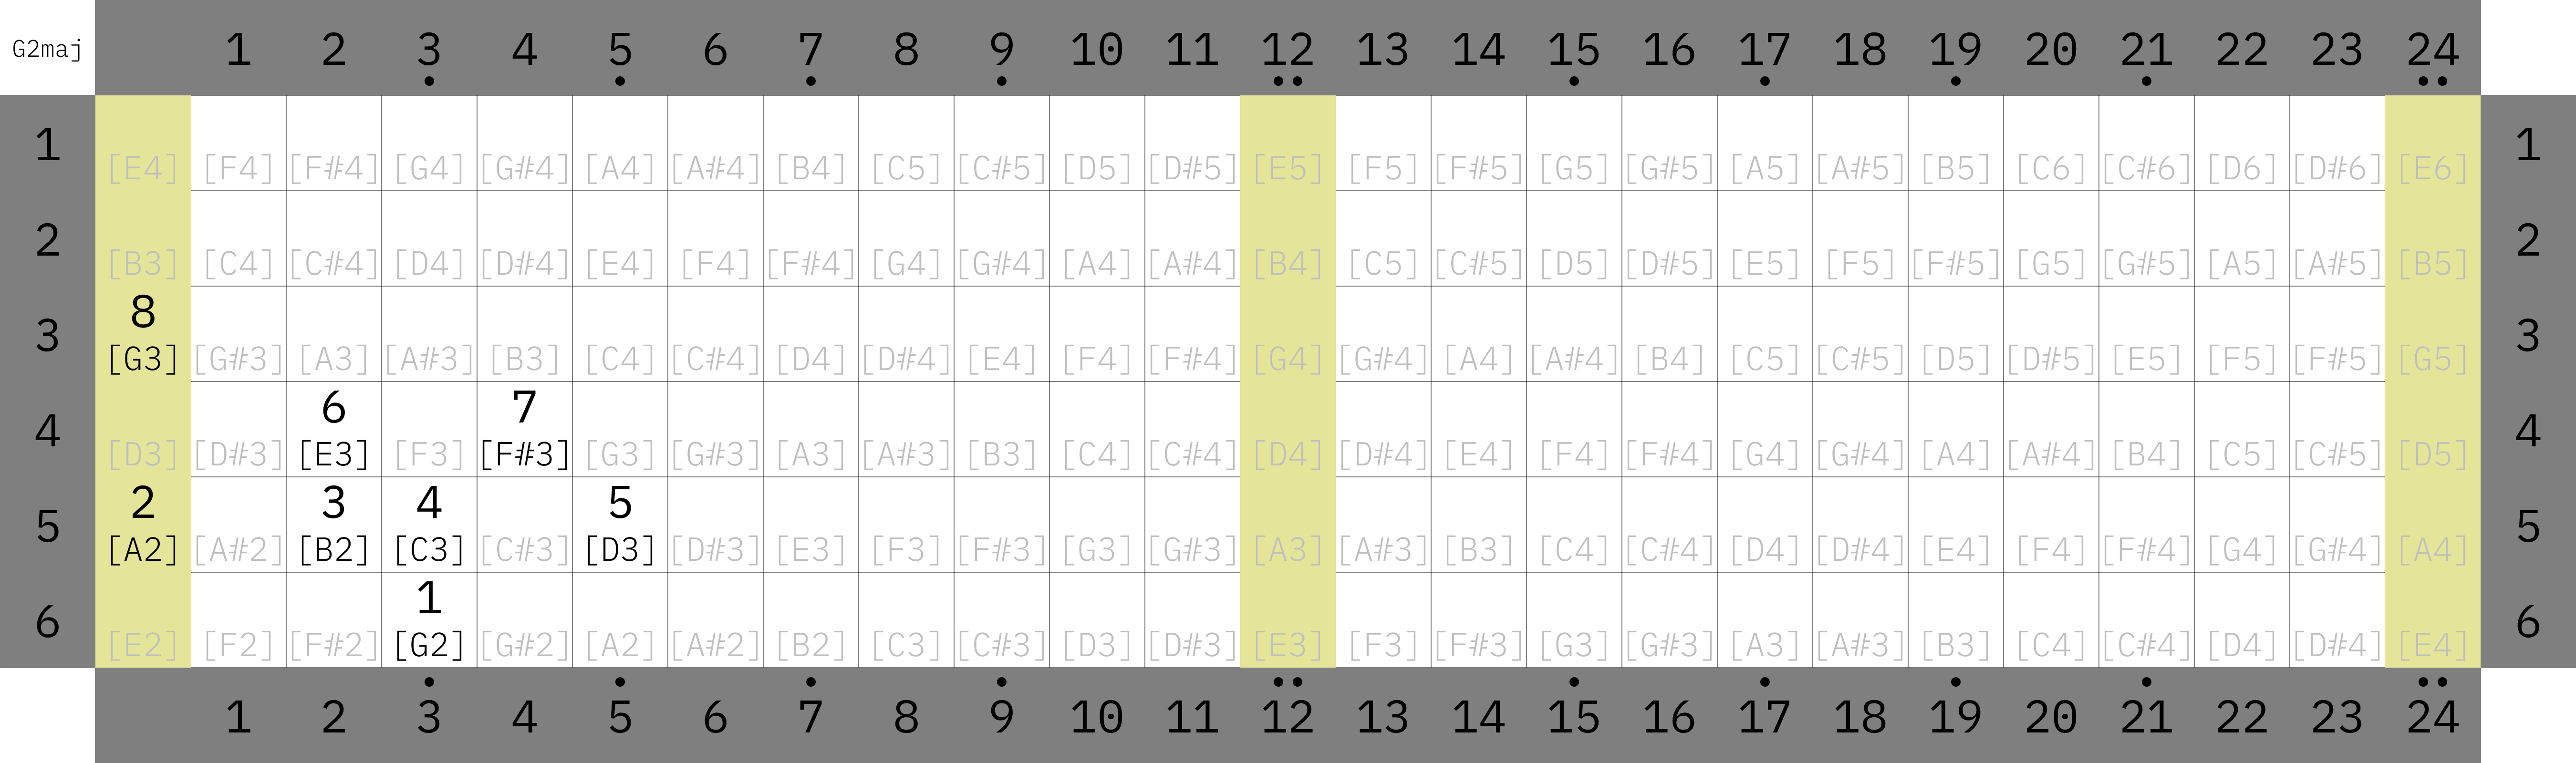 G2maj 1 2 3 4 5 6 7 8 9 10 11 12 13 14 15 16 17 18 19 20 21 22 23 24
1 [E4] [F4] [F#4] [G4] [G#4] [A4] [A#4] [B4] [C5] [C#5] [D5] [D#5] [E5] [F5] [F#5] [G5] [G#5] [A5] [A#5] [B5] [C6] [C#6] [D6] [D#6] [E6] 1
2 [B3] [C4] [C#4] [D4] [D#4] [E4] [F4] [F#4] [G4] [G#4] [A4] [A#4] [B4] [C5] [C#5] [D5] [D#5] [E5] [F5] [F#5] [G5] [G#5] [A5] [A#5] [B5] 2
8
3 [G3] [G#3] [A3] [A#3] [B3] [C4] [C#4] [D4] [D#4] [E4] [F4] [F#4] [G4] [G#4] [A4] [A#4] [B4] [C5] [C#5] [D5] [D#5] [E5] [F5] [F#5] [G5] 3
6 7
4 [D3] [D#3] [E3] [F3] [F#3] [G3] [G#3] [A3] [A#3] [B3] [C4] [C#4] [D4] [D#4] [E4] [F4] [F#4] [G4] [G#4] [A4] [A#4] [B4] [C5] [C#5] [D5] 4
2 3 4 5
5 [A2] [A#2] [B2] [C3] [C#3] [D3] [D#3] [E3] [F3] [F#3] [G3] [G#3] [A3] [A#3] [B3] [C4] [C#4] [D4] [D#4] [E4] [F4] [F#4] [G4] [G#4] [A4] 5
1
6 [E2] [F2] [F#2] [G2] [G#2] [A2] [A#2] [B2] [C3] [C#3] [D3] [D#3] [E3] [F3] [F#3] [G3] [G#3] [A3] [A#3] [B3] [C4] [C#4] [D4] [D#4] [E4] 6
1 2 3 4 5 6 7 8 9 10 11 12 13 14 15 16 17 18 19 20 21 22 23 24